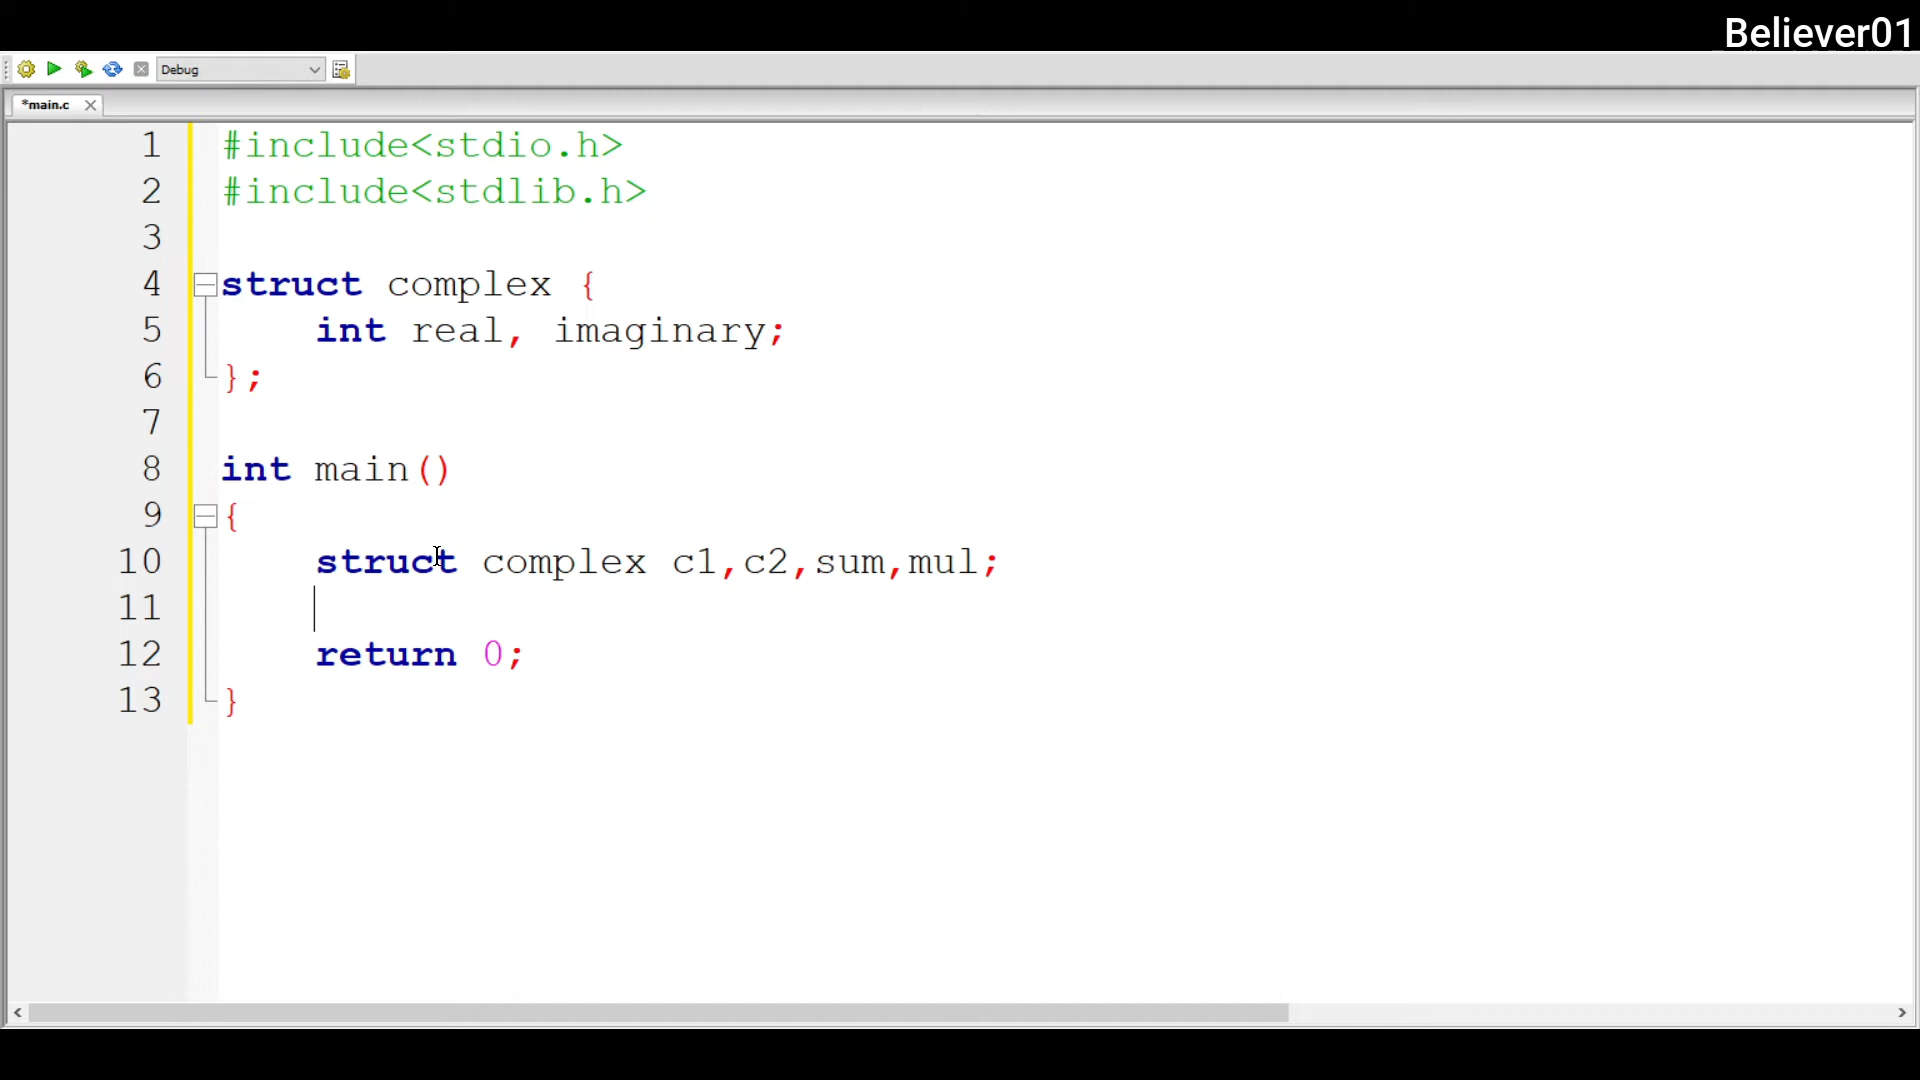 Believer01
Debug
*main.c
1 #include<stdio.h>
2 #include<stdlib.h>
3
4 struct complex {
5     int real, imaginary;
6 };
7
8 int main()
9 {
10     struct complex c1,c2,sum,mul;
11
12     return 0;
13 }